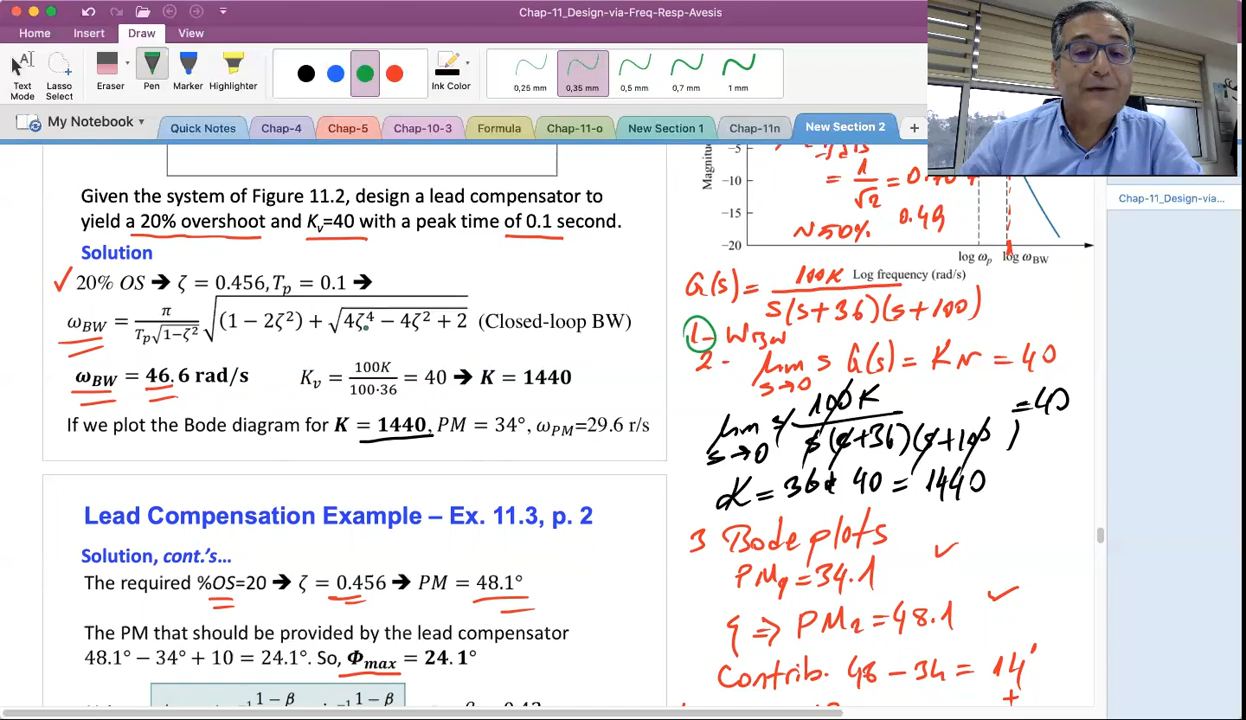 Chap-11_Design-via-Freq-Resp-Avesis
Home Insert Draw View
Text Mode
Lasso Select
Eraser
Pen
Marker
Highlighter
Ink Color
0,25 mm
0,35 mm
0,5 mm
0,7 mm
1 mm
My Notebook
Quick Notes
Chap-4
Chap-5
Chap-10-3
Formula
Chap-11-o
New Section 1
Chap-11n
New Section 2
Chap-11_Design-via...
Given the system of Figure 11.2, design a lead compensator to
yield a 20% overshoot and Kv=40 with a peak time of 0.1 second.
Solution
✓ 20% OS ➔ ζ = 0.456, Tp = 0.1 ➔
ωBW = π / (Tp√(1−ζ²)) √((1 − 2ζ²) + √(4ζ⁴ − 4ζ² + 2)) (Closed-loop BW)
ωBW = 46.6 rad/s Kv = 100K / (100·36) = 40 ➔ K = 1440
If we plot the Bode diagram for K = 1440, PM = 34°, ωPM=29.6 r/s
Lead Compensation Example – Ex. 11.3, p. 2
Solution, cont.'s...
The required %OS=20 ➔ ζ = 0.456 ➔ PM = 48.1°
The PM that should be provided by the lead compensator
48.1° − 34° + 10 = 24.1°. So, Φmax = 24.1°
1 − β 1 − β
Magnitud
−5
−10
−15
−20
= 1/√2 = 0.70
N 50% 0.49
log ωp log ωBW
Log frequency (rad/s)
G(s) = 100K / s(s+36)(s+100)
1- WBW
2- lim s→0 s G(s) = Kv = 40
lim s→0 s 100K / s(s+36)(s+100) = 40
K = 36 * 40 = 1440
3 Bode plots
PM1 = 34.1 ✓
ζ ⇒ PM2 = 48.1 ✓
Contrib. 48 − 34 = 14°
+